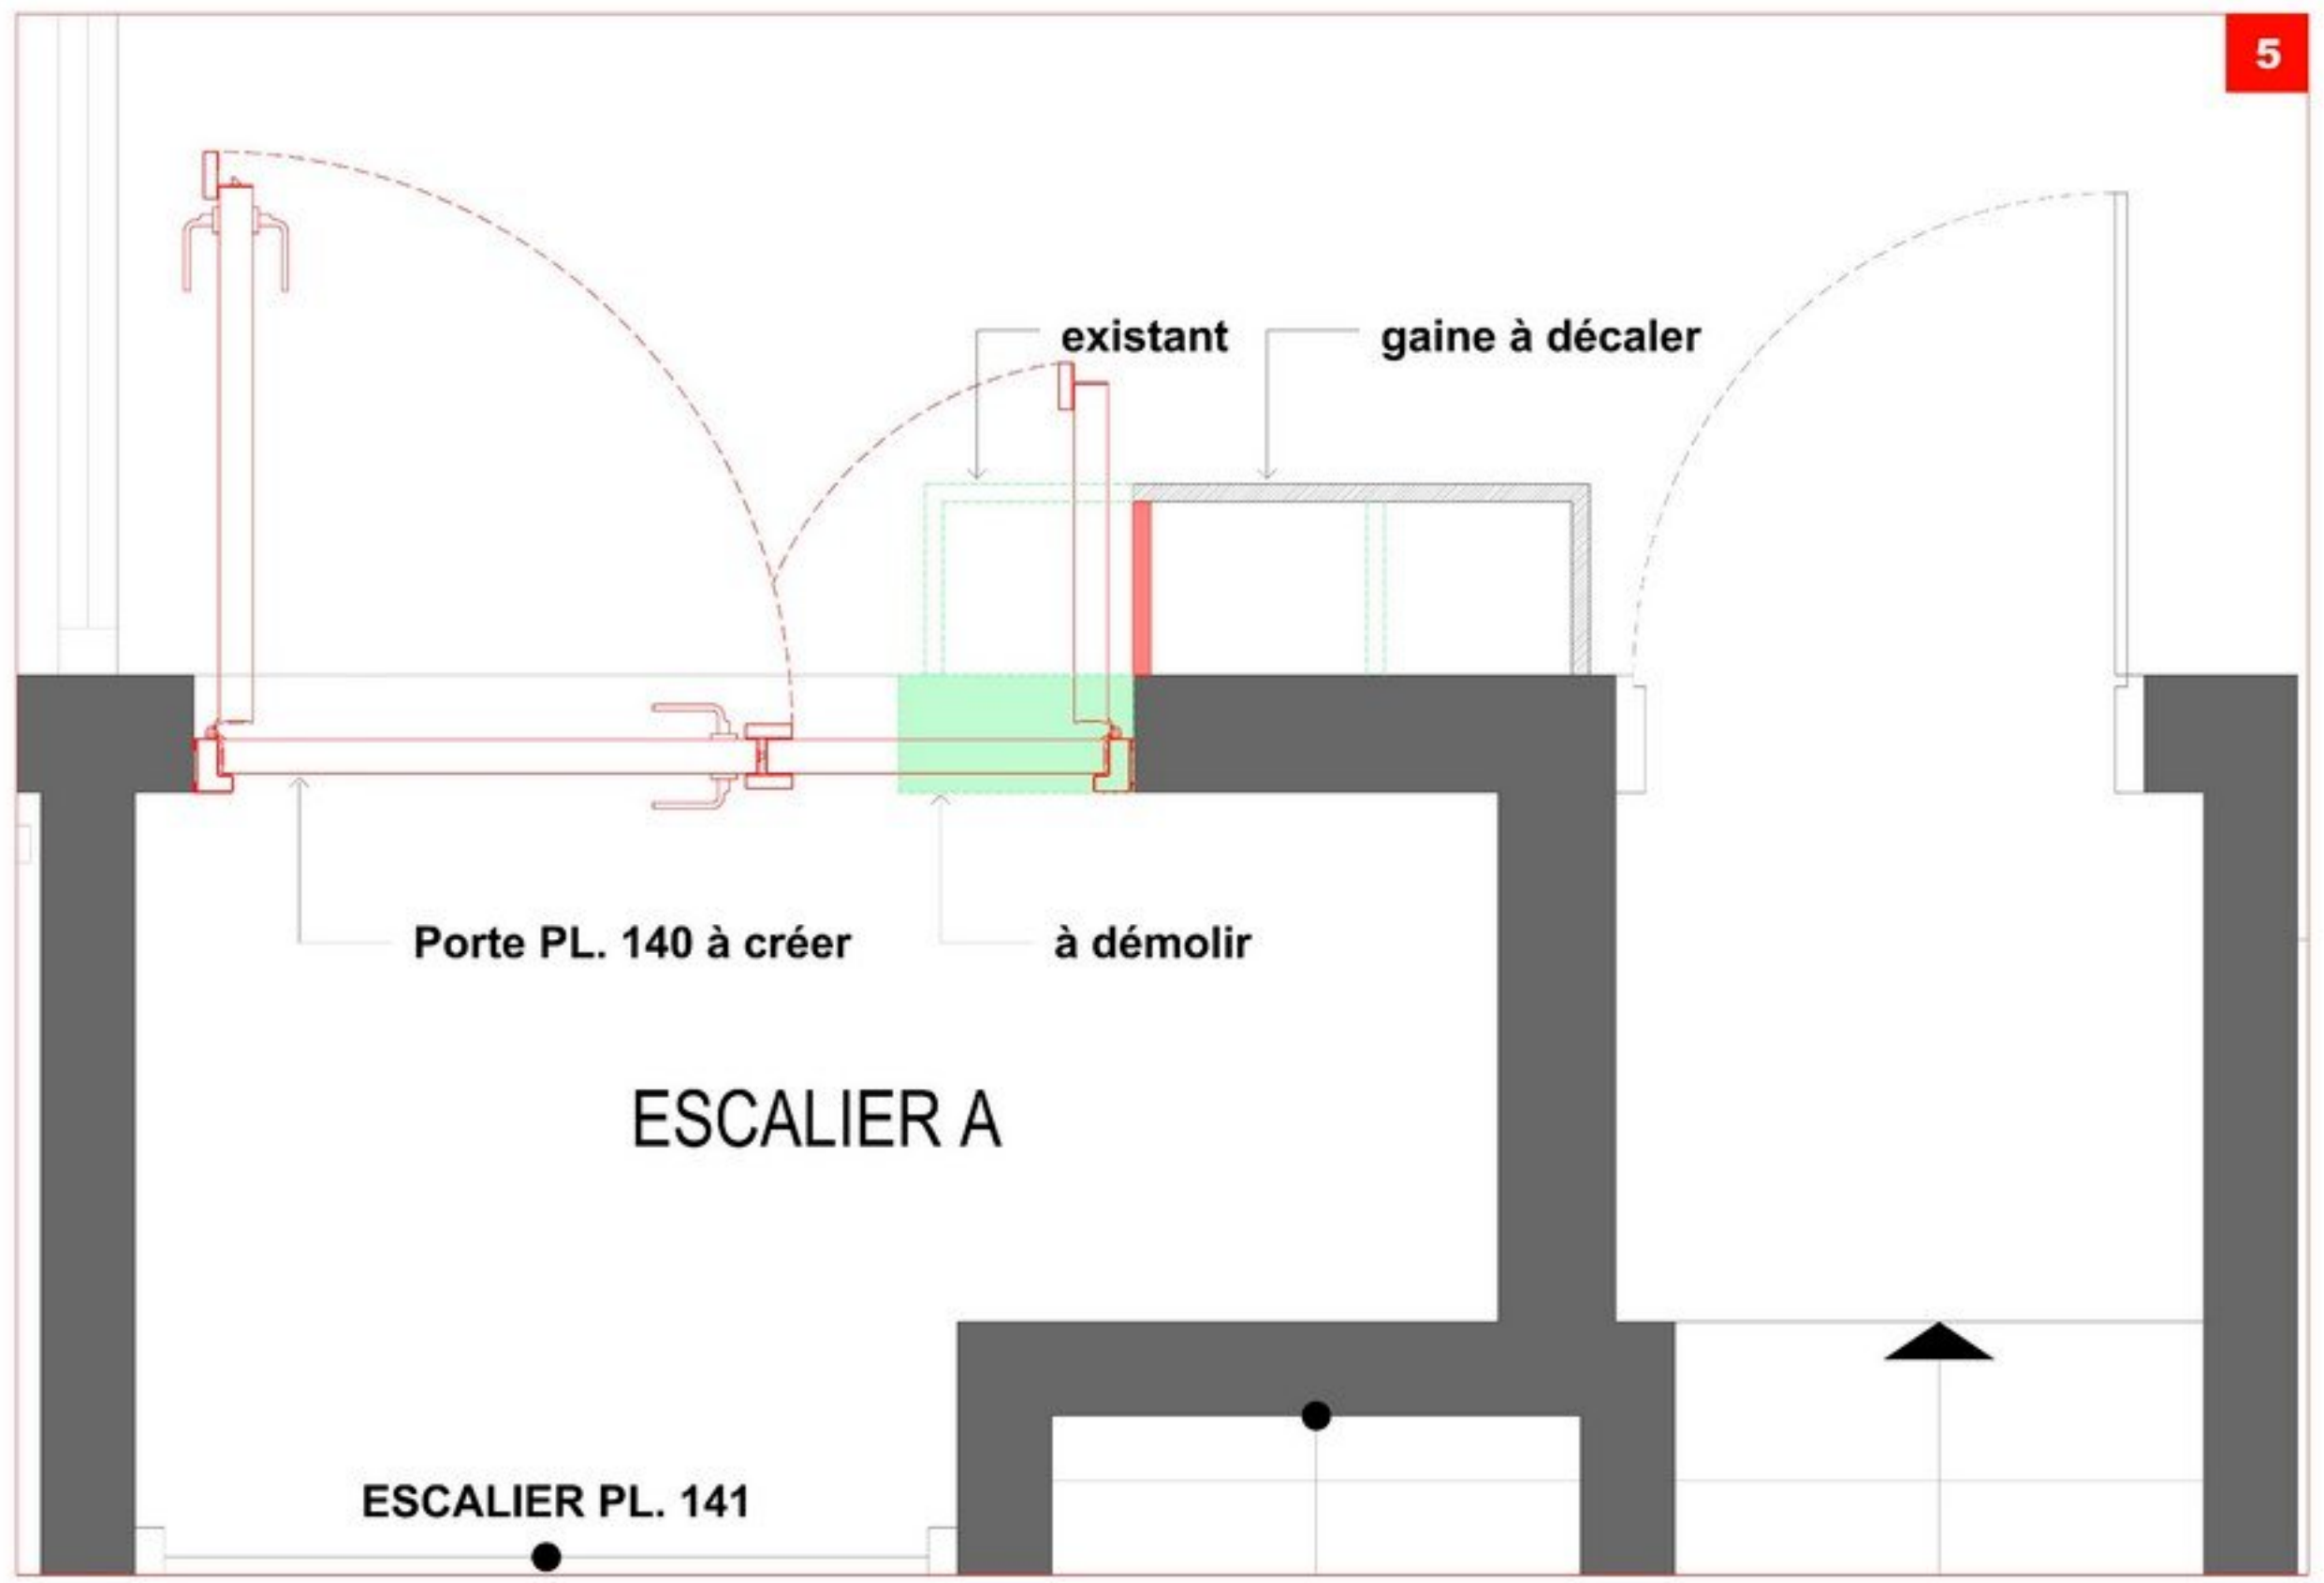 5
existant
gaine à décaler
Porte PL. 140 à créer
à démolir
ESCALIER A
ESCALIER PL. 141